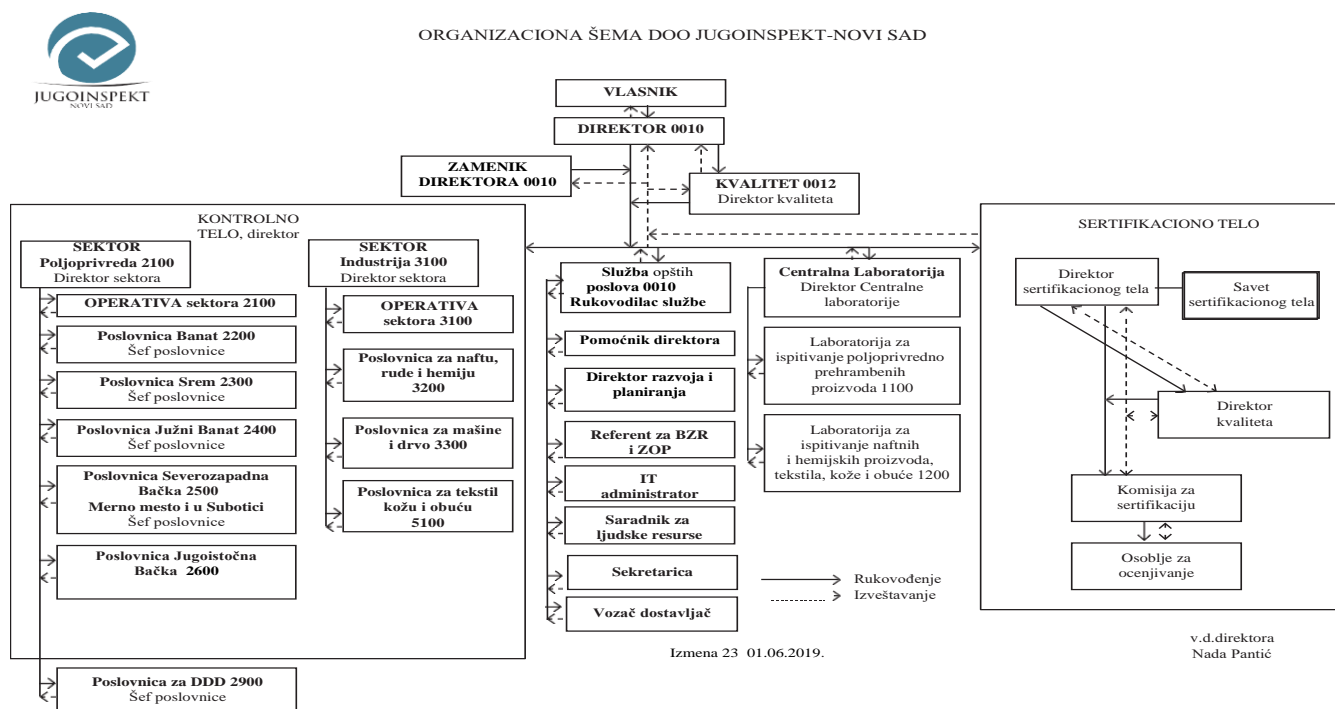 ORGANIZACIONA ŠEMA DOO JUGOINSPEKT-NOVI SAD
JUGOINSPEKT
NOVI SAD
VLASNIK
DIREKTOR 0010
ZAMENIK
DIREKTORA 0010
KVALITET 0012
Direktor kvaliteta
KONTROLNO
TELO, direktor
SEKTOR
Poljoprivreda 2100
Direktor sektora
OPERATIVA sektora 2100
Poslovnica Banat 2200
Šef poslovnice
Poslovnica Srem 2300
Šef poslovnice
Poslovnica Južni Banat 2400
Šef poslovnice
Poslovnica Severozapadna
Bačka 2500
Merno mesto i u Subotici
Šef poslovnice
Poslovnica Jugoistočna
Bačka 2600
Poslovnica za DDD 2900
Šef poslovnice
SEKTOR
Industrija 3100
Direktor sektora
OPERATIVA
sektora 3100
Poslovnica za naftu,
rude i hemiju
3200
Poslovnica za mašine
i drvo 3300
Poslovnica za tekstil
kožu i obuću
5100
Služba opštih
poslova 0010
Rukovodilac službe
Pomoćnik direktora
Direktor razvoja i
planiranja
Referent za BZR
i ZOP
IT
administrator
Saradnik za
ljudske resurse
Sekretarica
Vozač dostavljač
Centralna Laboratorija
Direktor Centralne
laboratorije
Laboratorija za
ispitivanje poljoprivredno
prehrambenih
proizvoda 1100
Laboratorija za
ispitivanje naftnih
i hemijskih proizvoda,
tekstila, kože i obuće 1200
Rukovođenje
Izveštavanje
SERTIFIKACIONO TELO
Direktor
sertifikacionog tela
Savet
sertifikacionog tela
Direktor
kvaliteta
Komisija za
sertifikaciju
Osoblje za
ocenjivanje
Izmena 23 01.06.2019.
v.d.direktora
Nada Pantić